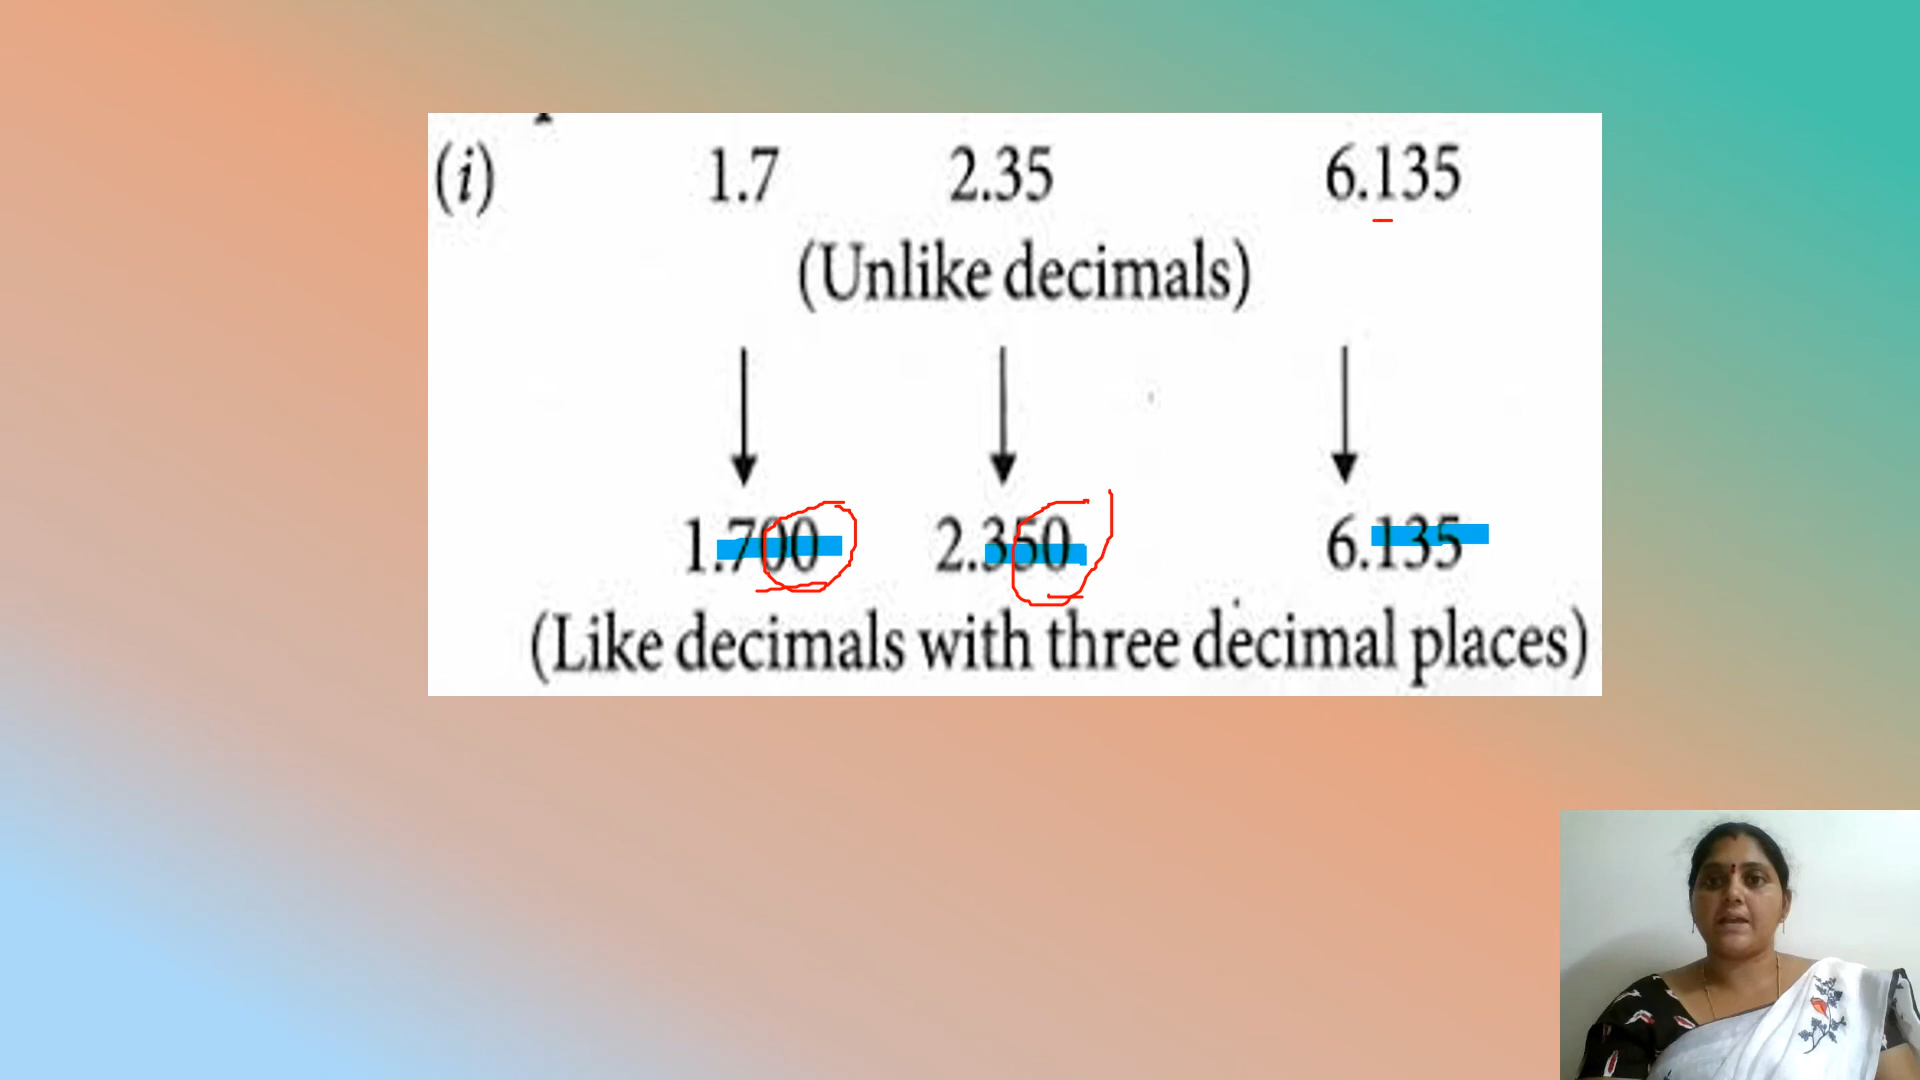 (i) 1.7 2.35 6.135
(Unlike decimals)
1.700 2.350 6.135
(Like decimals with three decimal places)